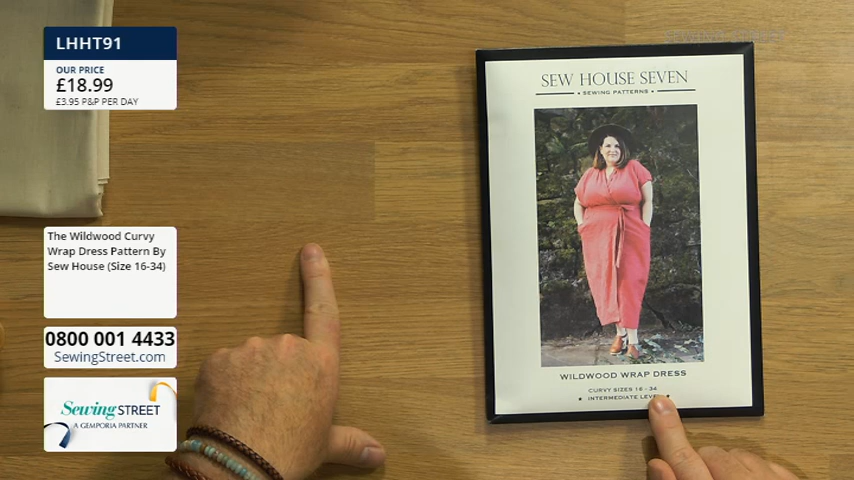 LHHT91
OUR PRICE
£18.99
£3.95 P&P PER DAY
The Wildwood Curvy
Wrap Dress Pattern By
Sew House (Size 16-34)
0800 001 4433
SewingStreet.com
Sewing STREET
A GEMPORIA PARTNER
SEWING STREET
SEW HOUSE SEVEN
• SEWING PATTERNS •
WILDWOOD WRAP DRESS
CURVY SIZES 16 - 34
INTERMEDIATE LEVEL